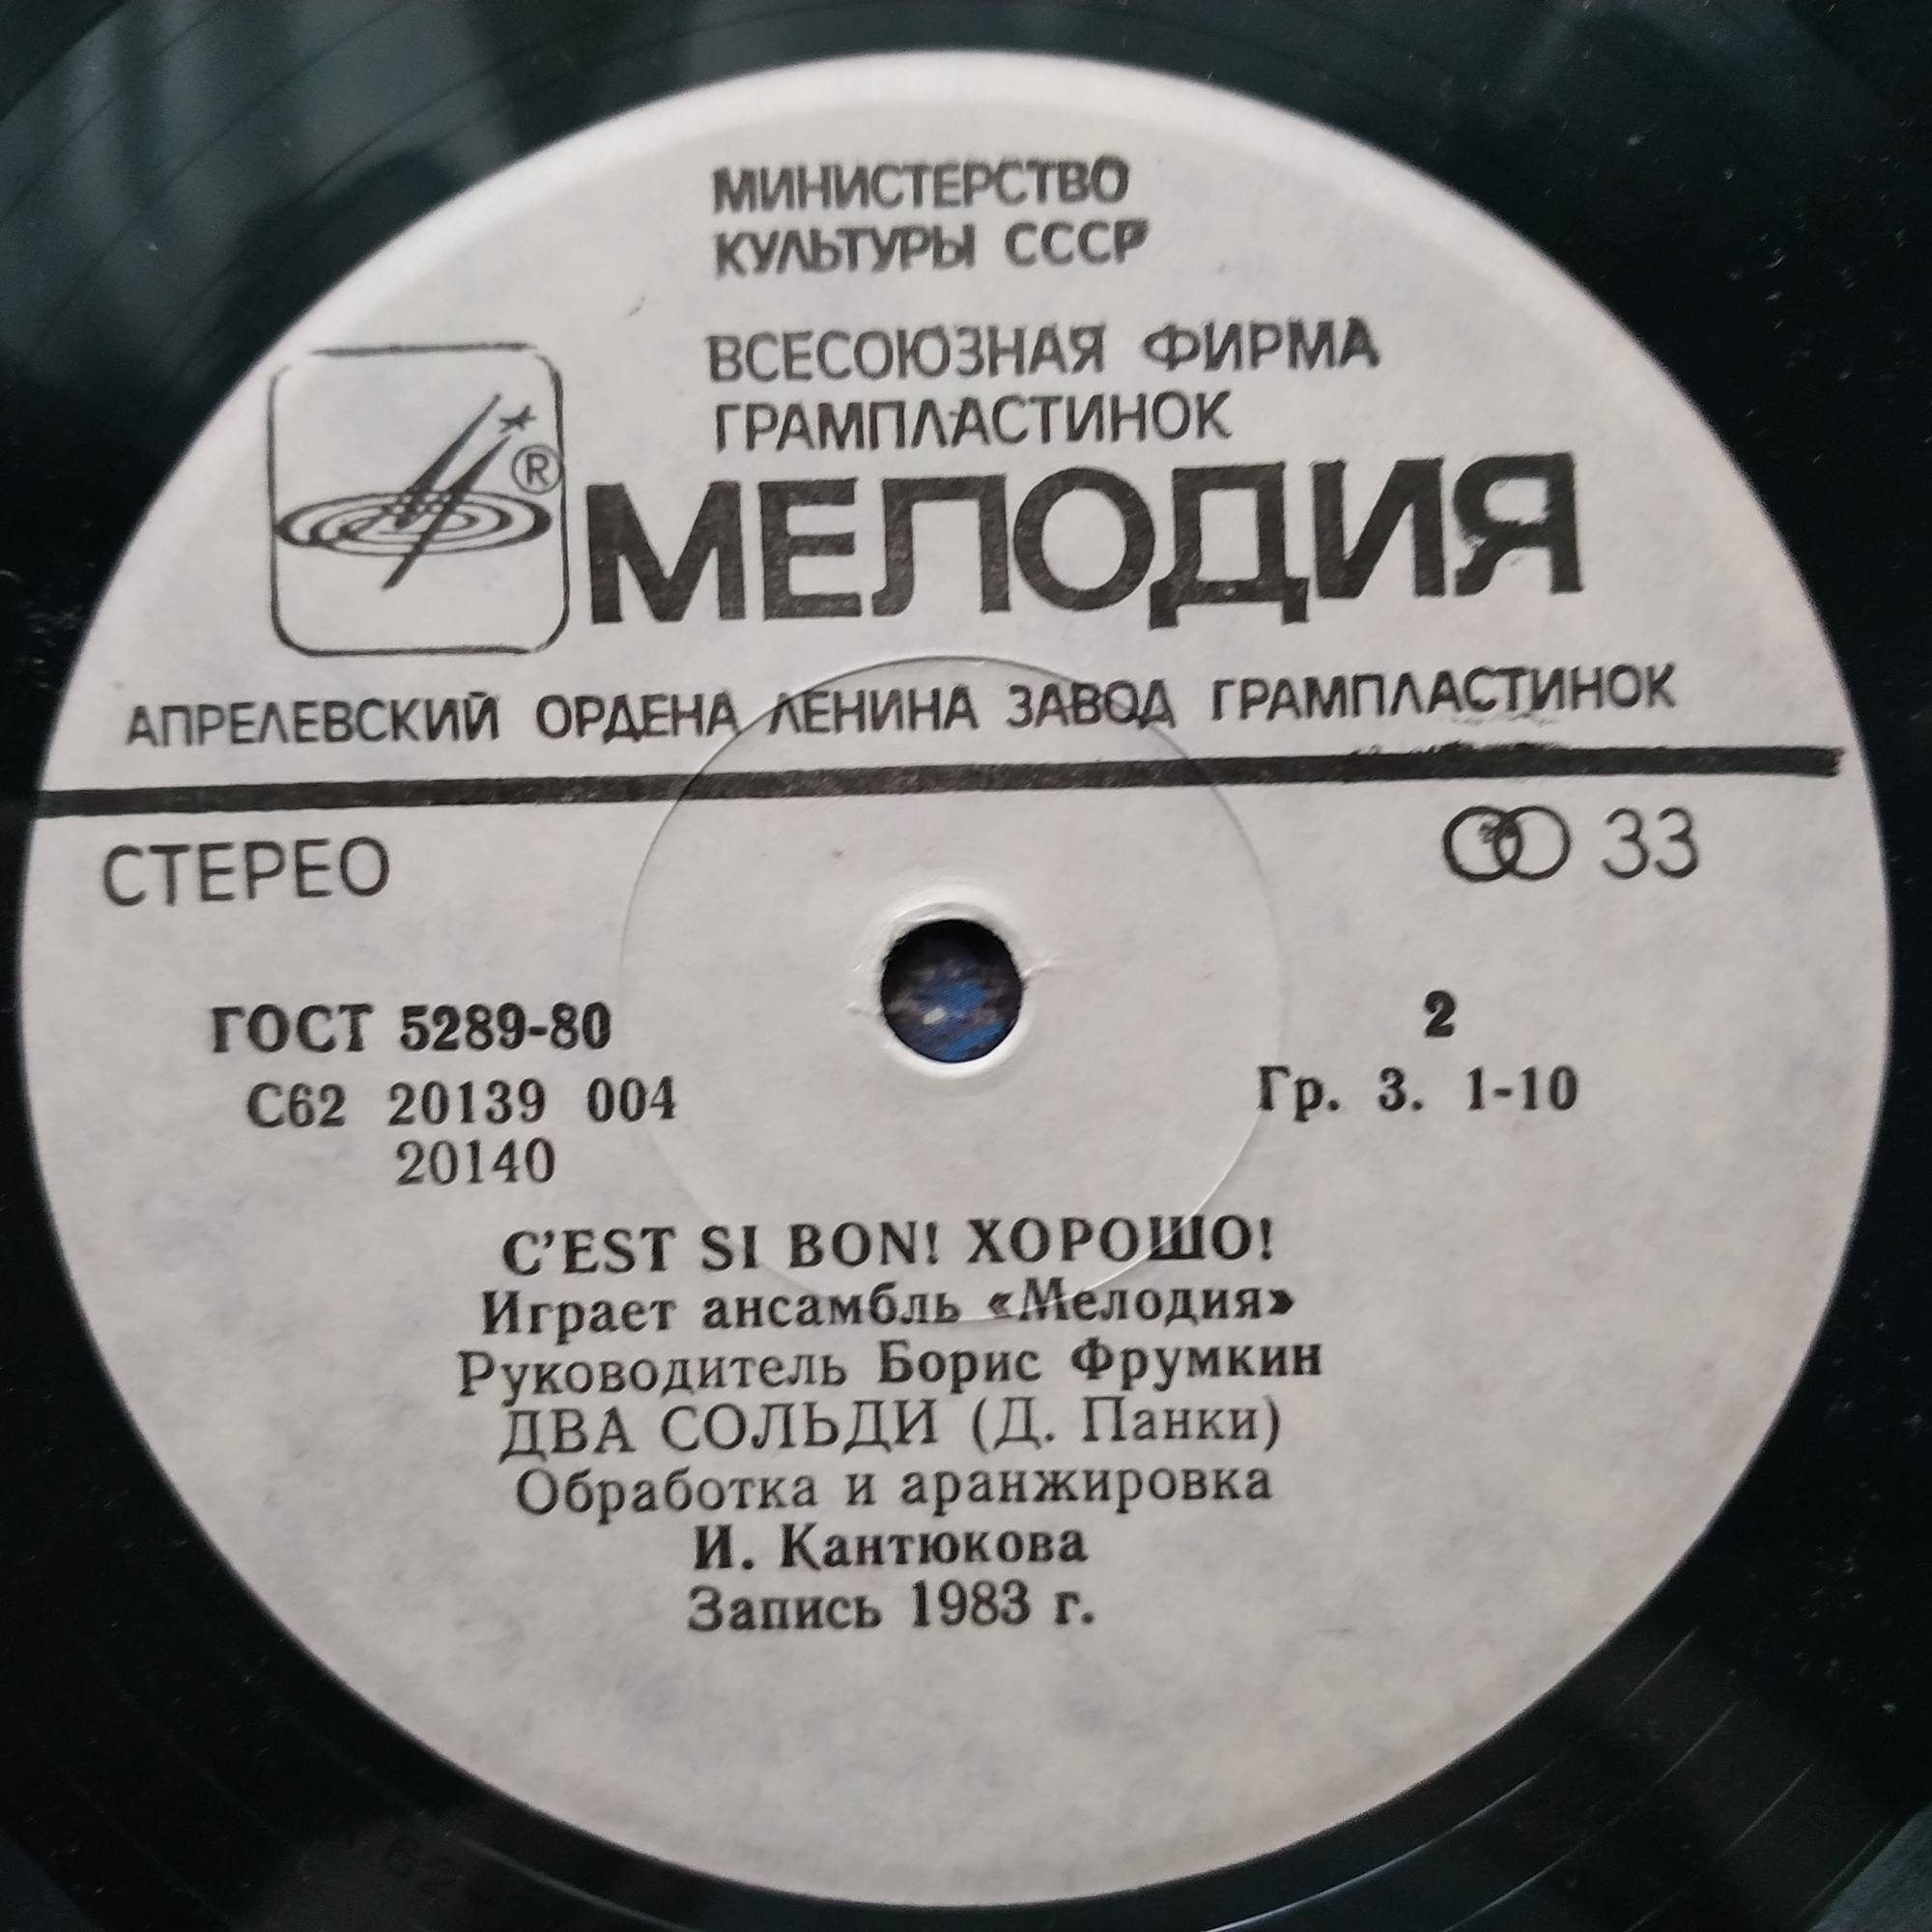 МИНИСТЕРСТВО
КУЛЬТУРЫ СССР
ВСЕСОЮЗНАЯ ФИРМА
ГРАМПЛАСТИНОК
®
МЕЛОДИЯ
АПРЕЛЕВСКИЙ ОРДЕНА ЛЕНИНА ЗАВОД ГРАМПЛАСТИНОК
СТЕРЕО
33
ГОСТ 5289-80
2
С62 20139 004
Гр. 3. 1-10
20140
C'EST SI BON! ХОРОШО!
Играет ансамбль «Мелодия»
Руководитель Борис Фрумкин
ДВА СОЛЬДИ (Д. Панки)
Обработка и аранжировка
И. Кантюкова
Запись 1983 г.